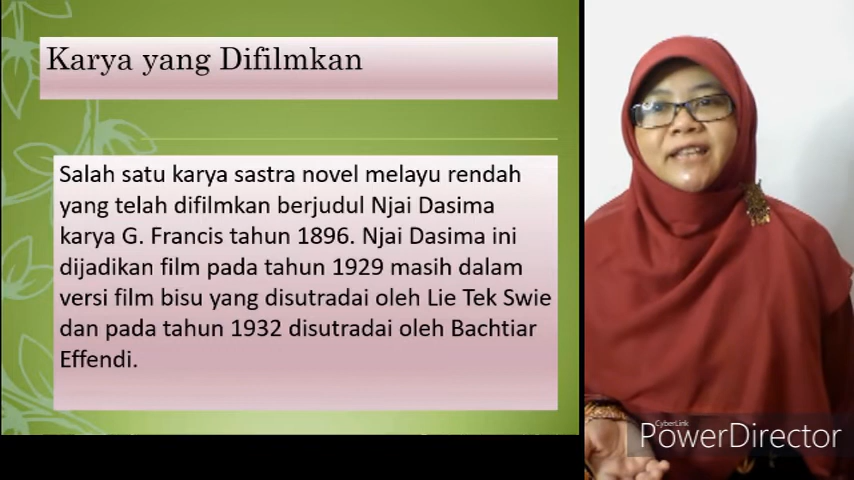 Karya yang Difilmkan
Salah satu karya sastra novel melayu rendah
yang telah difilmkan berjudul Njai Dasima
karya G. Francis tahun 1896. Njai Dasima ini
dijadikan film pada tahun 1929 masih dalam
versi film bisu yang disutradai oleh Lie Tek Swie
dan pada tahun 1932 disutradai oleh Bachtiar
Effendi.
CyberLink
PowerDirector